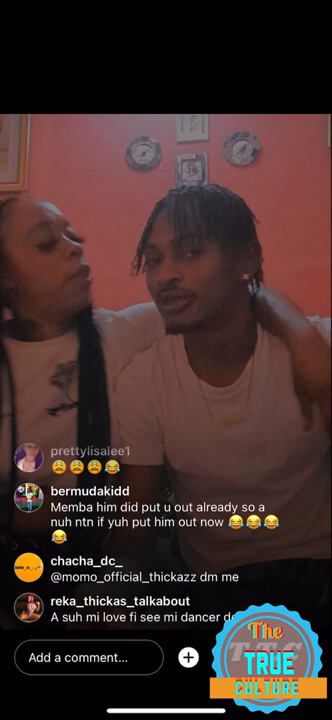 prettylisalee1
😩😩😩😂
bermudakidd
Memba him did put u out already so a
nuh ntn if yuh put him out now 😂😂😂
😂
chacha_dc_
@momo_official_thickazz dm me
reka_thickas_talkabout
A suh mi love fi see mi dancer
Add a comment...
The
TRUE
CULTURE